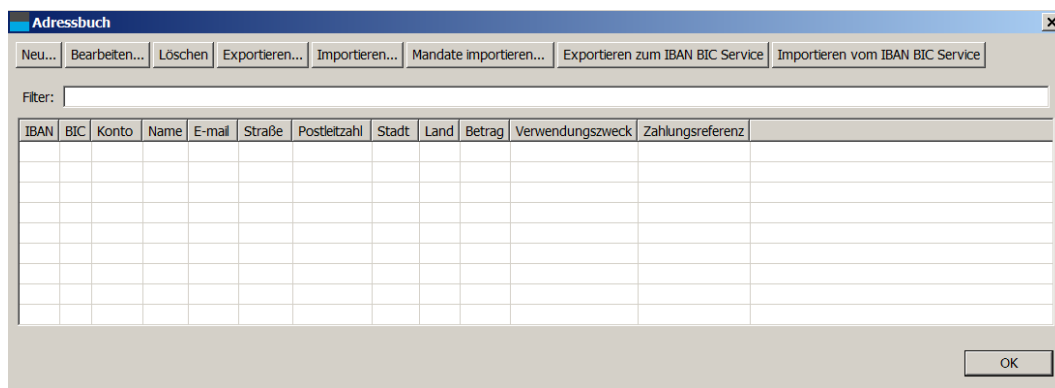 Adressbuch
Neu... Bearbeiten... Löschen Exportieren... Importieren... Mandate importieren... Exportieren zum IBAN BIC Service Importieren vom IBAN BIC Service
Filter:
IBAN BIC Konto Name E-mail Straße Postleitzahl Stadt Land Betrag Verwendungszweck Zahlungsreferenz
OK